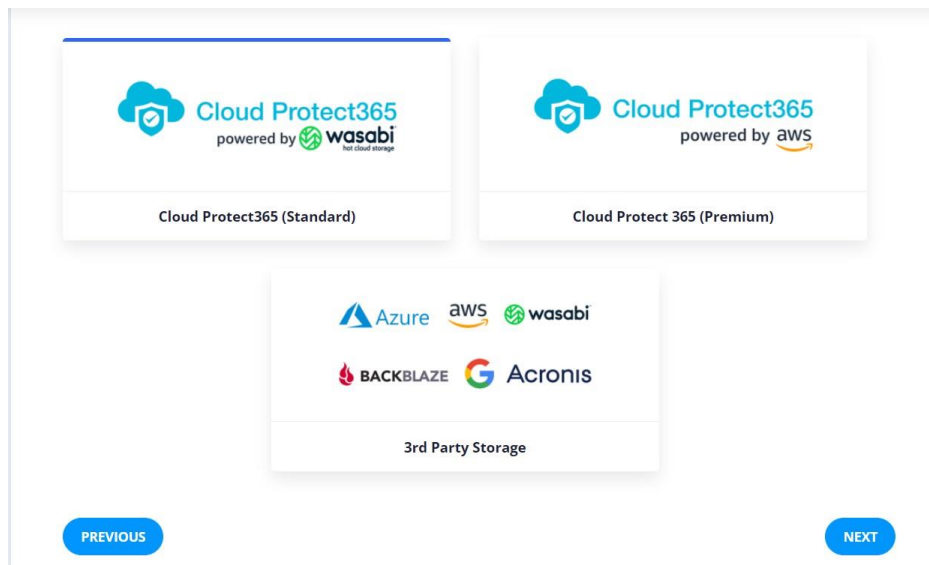 Cloud Protect365
powered by wasabi
hot cloud storage
Cloud Protect365 (Standard)
Cloud Protect365
powered by aws
Cloud Protect 365 (Premium)
Azure aws wasabi
BACKBLAZE G Acronis
3rd Party Storage
PREVIOUS
NEXT